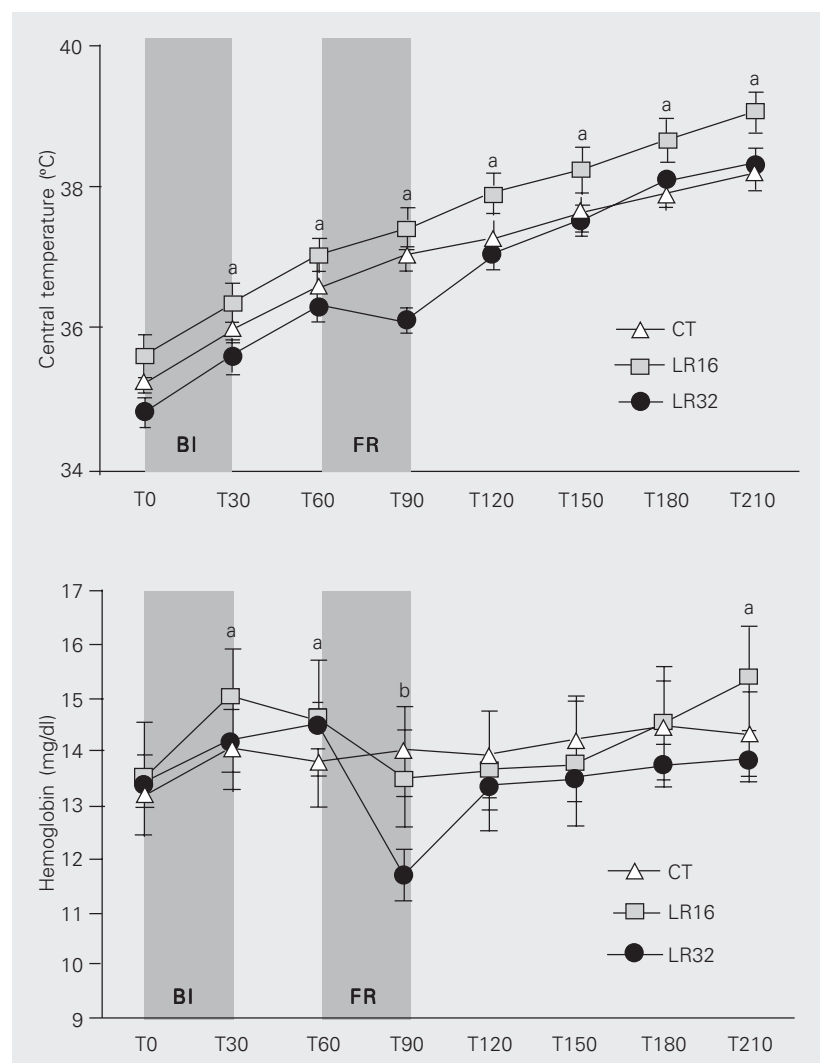 40
38
36
34
Central temperature (ºC)
a
a
a
a
a
a
a
BI
FR
CT
LR16
LR32
T0 T30 T60 T90 T120 T150 T180 T210
17
16
15
14
13
12
11
10
9
Hemoglobin (mg/dl)
a
a
b
a
BI
FR
CT
LR16
LR32
T0 T30 T60 T90 T120 T150 T180 T210